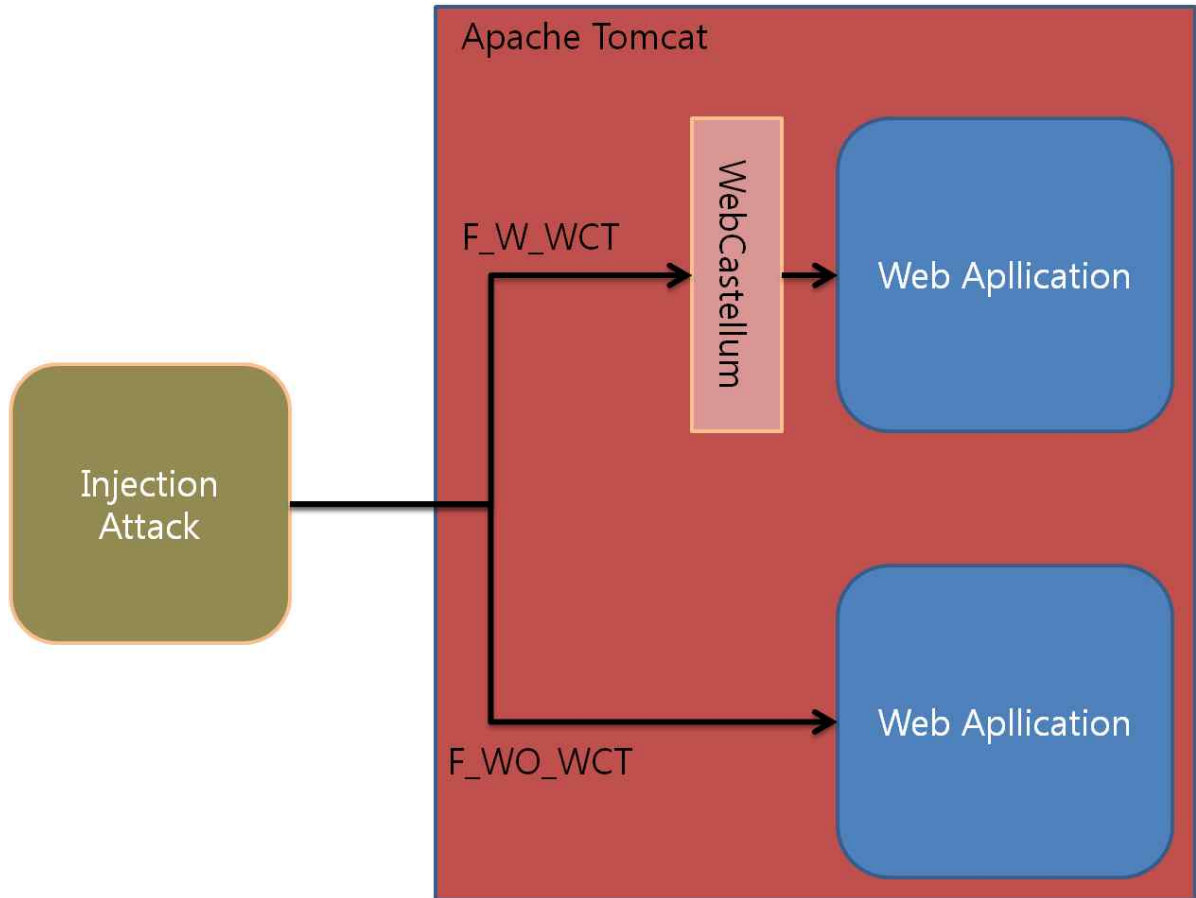 Apache Tomcat
F_W_WCT
WebCastellum
Web Apllication
Injection
Attack
F_WO_WCT
Web Apllication